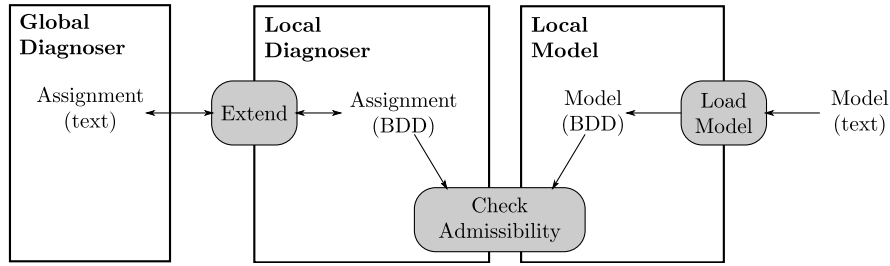 Global
Diagnoser
Assignment
(text)
Extend
Local
Diagnoser
Assignment
(BDD)
Check
Admissibility
Local
Model
Model
(BDD)
Load
Model
Model
(text)